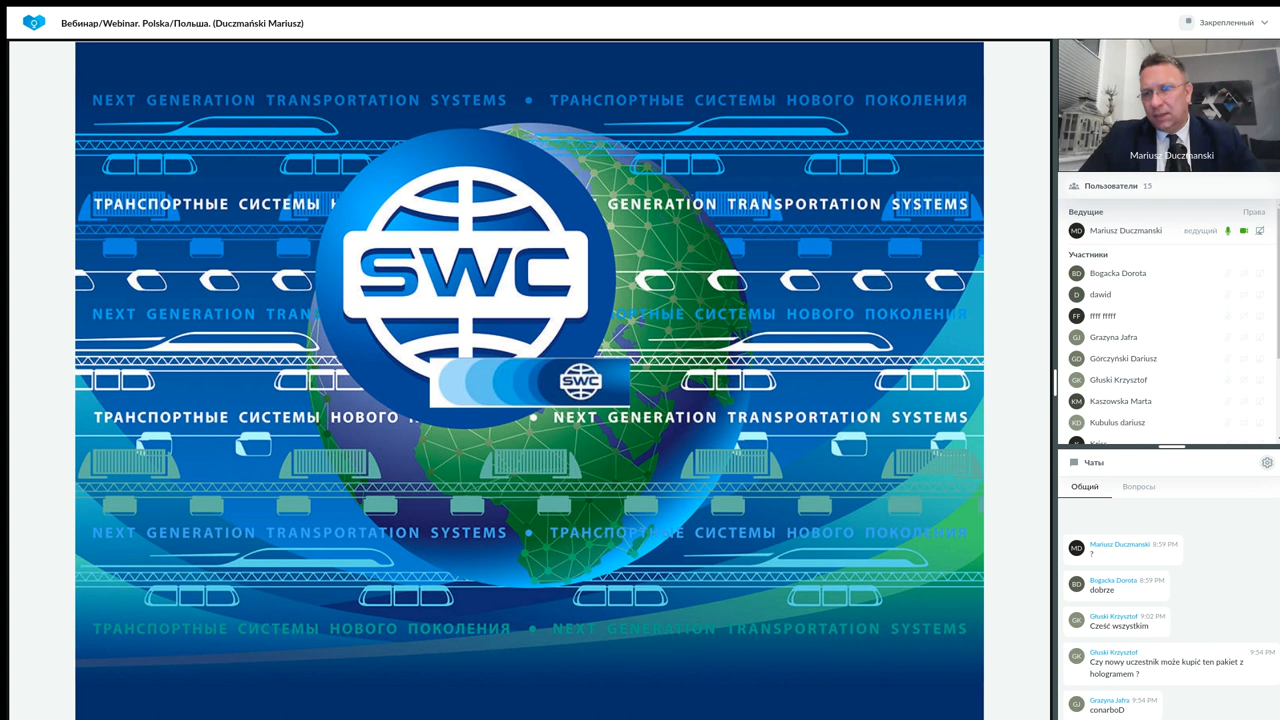 Вебинар/Webinar. Polska/Польша. (Duczmański Mariusz)
Закрепленный
NEXT GENERATION TRANSPORTATION SYSTEMS • ТРАНСПОРТНЫЕ СИСТЕМЫ НОВОГО ПОКОЛЕНИЯ
ТРАНСПОРТНЫЕ СИСТЕМЫ GENERATION TRANSPORTATION SYSTEMS
SWC
NEXT GENERATION СИСТЕМЫ НОВОГО ПОКОЛЕНИЯ
SWC
ТРАНСПОРТНЫЕ СИСТЕМЫ НОВОГО • NEXT GENERATION TRANSPORTATION SYSTEMS
NEXT GENERATION TRANSPORTATION SYSTEMS • ТРАНСПОРТНЫЕ СИСТЕМЫ НОВОГО ПОКОЛЕНИЯ
ТРАНСПОРТНЫЕ СИСТЕМЫ НОВОГО ПОКОЛЕНИЯ • NEXT GENERATION TRANSPORTATION SYSTEMS
Mariusz Duczmanski
Пользователи 15
Ведущие Права
MD Mariusz Duczmanski ведущий
Участники
BD Bogacka Dorota
D dawid
FF ffff fffff
GJ Grazyna Jafra
GD Górczyński Dariusz
GK Głuski Krzysztof
KM Kaszowska Marta
KD Kubulus dariusz
Чаты
Общий Вопросы
MD Mariusz Duczmanski 8:59 PM
?
BD Bogacka Dorota 8:59 PM
dobrze
GK Głuski Krzysztof 9:02 PM
Cześć wszystkim
GK Głuski Krzysztof 9:54 PM
Czy nowy uczestnik może kupić ten pakiet z
hologramem ?
GJ Grazyna Jafra 9:54 PM
conarboD